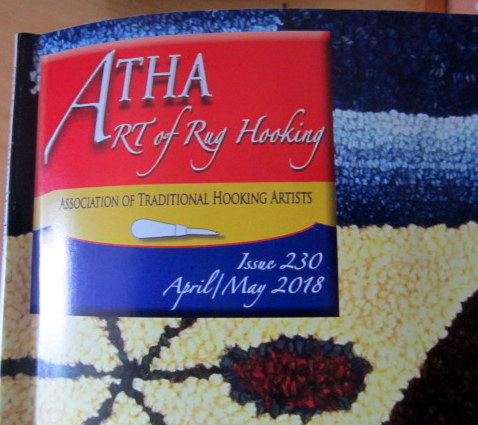 ATHA
ART of Rug Hooking
ASSOCIATION OF TRADITIONAL HOOKING ARTISTS
Issue 230
April/May 2018